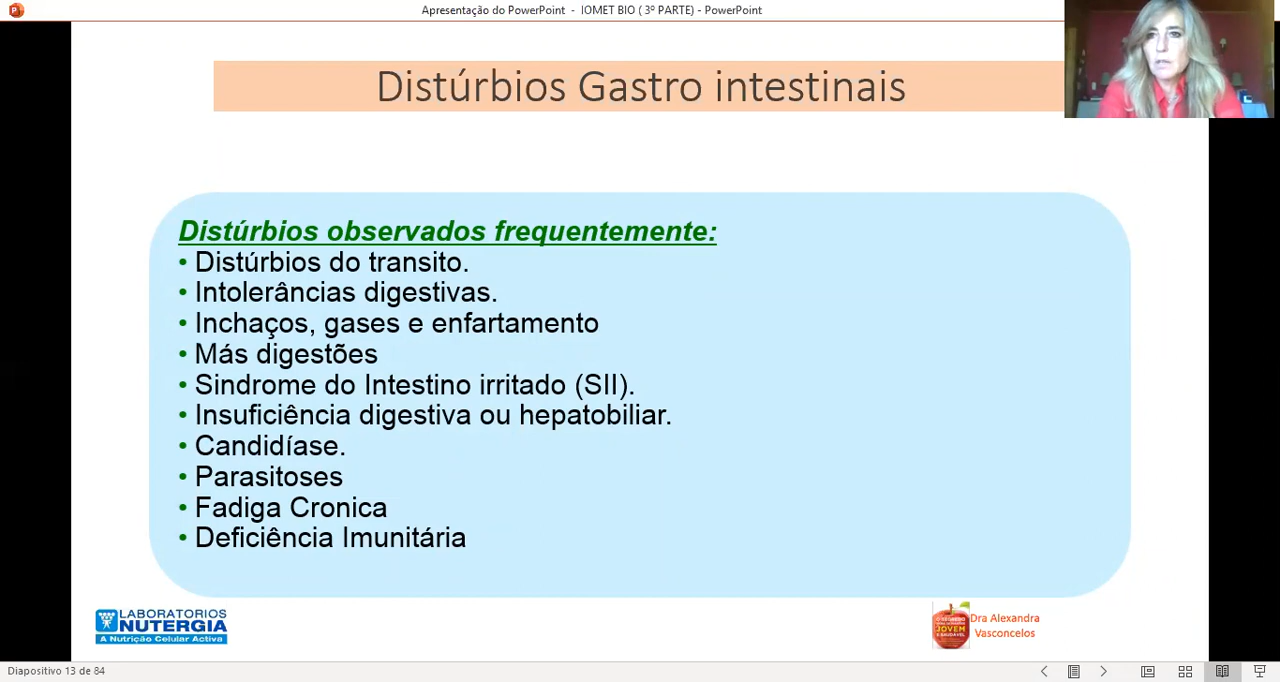 Apresentação do PowerPoint - IOMET BIO ( 3º PARTE) - PowerPoint
Distúrbios Gastro intestinais
Distúrbios observados frequentemente:
• Distúrbios do transito.
• Intolerâncias digestivas.
• Inchaços, gases e enfartamento
• Más digestões
• Sindrome do Intestino irritado (SII).
• Insuficiência digestiva ou hepatobiliar.
• Candidíase.
• Parasitoses
• Fadiga Cronica
• Deficiência Imunitária
LABORATORIOS
NUTERGIA
A Nutrição Celular Activa
JOVEM
Dra Alexandra
Vasconcelos
Diapositivo 13 de 84